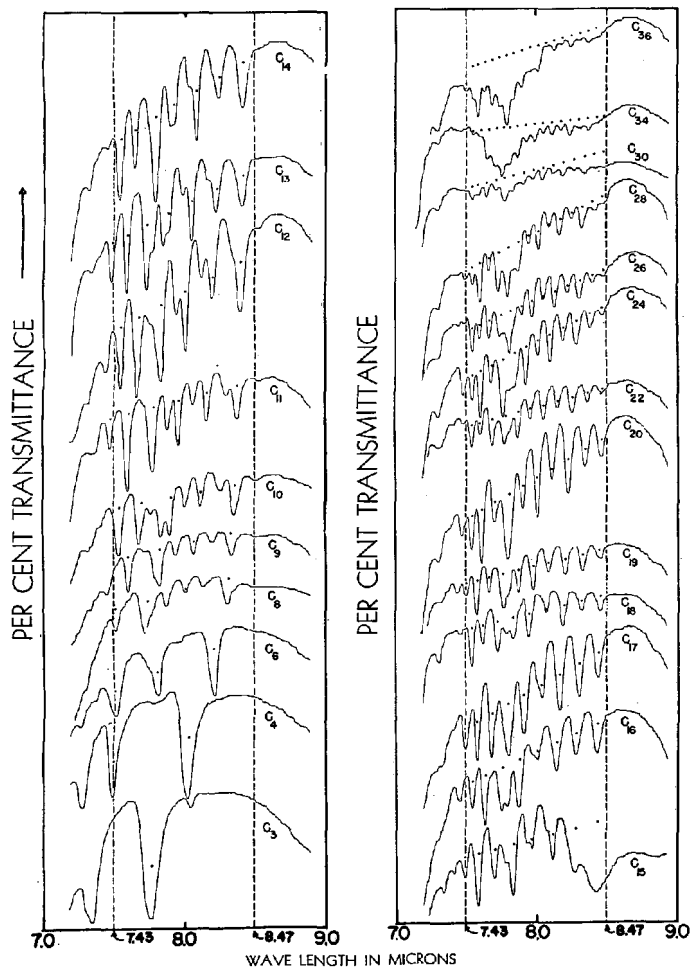 PER CENT TRANSMITTANCE
C14
C13
C12
C11
C10
C9
C8
C6
C4
C3
7.0
7.43
8.0
8.47
9.0
PER CENT TRANSMITTANCE
C36
C34
C30
C28
C26
C24
C22
C20
C19
C18
C17
C16
C15
7.43
8.0
8.47
9.0
WAVE LENGTH IN MICRONS